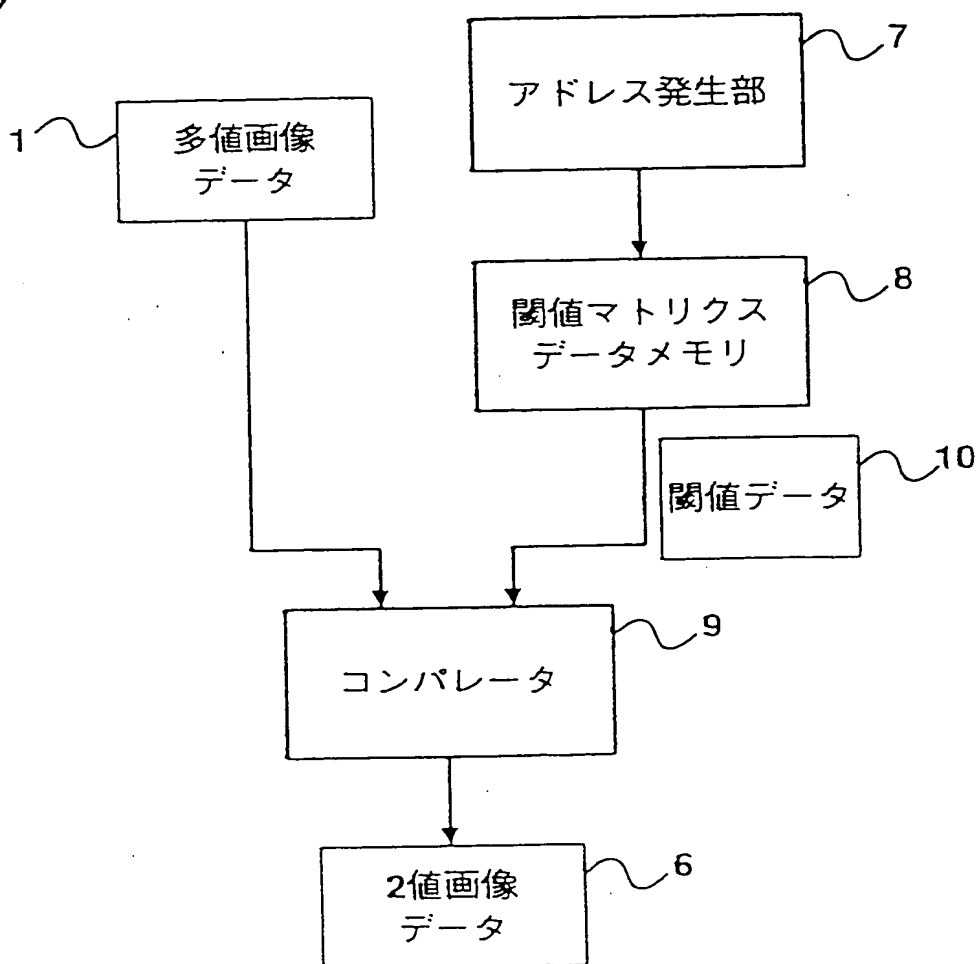 7
アドレス発生部
1
多値画像
データ
8
閾値マトリクス
データメモリ
10
閾値データ
9
コンパレータ
6
2値画像
データ